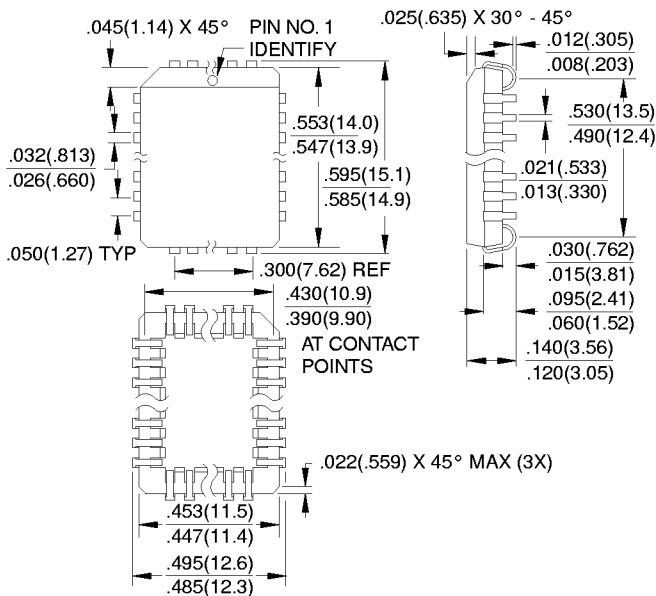 .045(1.14) X 45°
PIN NO. 1
IDENTIFY
.025(.635) X 30° - 45°
.012(.305)
.008(.203)
.553(14.0)
.547(13.9)
.530(13.5)
.490(12.4)
.032(.813)
.026(.660)
.595(15.1)
.585(14.9)
.021(.533)
.013(.330)
.050(1.27) TYP
.300(7.62) REF
.030(.762)
.015(3.81)
.430(10.9)
.390(9.90)
AT CONTACT
POINTS
.095(2.41)
.060(1.52)
.140(3.56)
.120(3.05)
.022(.559) X 45° MAX (3X)
.453(11.5)
.447(11.4)
.495(12.6)
.485(12.3)